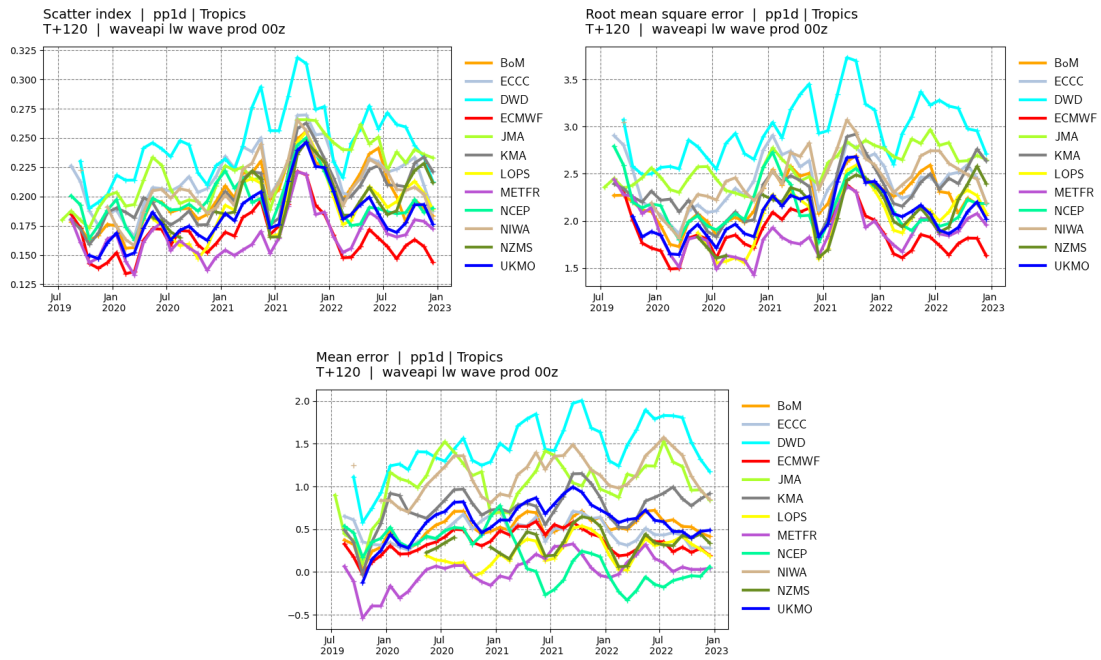 Scatter index | pp1d | Tropics
T+120 | waveapi lw wave prod 00z
0.325
0.300
0.275
0.250
0.225
0.200
0.175
0.150
0.125
Jul 2019
Jan 2020
Jul 2020
Jan 2021
Jul 2021
Jan 2022
Jul 2022
Jan 2023
BoM
ECCC
DWD
ECMWF
JMA
KMA
LOPS
METFR
NCEP
NIWA
NZMS
UKMO
Root mean square error | pp1d | Tropics
T+120 | waveapi lw wave prod 00z
3.5
3.0
2.5
2.0
1.5
Jul 2019
Jan 2020
Jul 2020
Jan 2021
Jul 2021
Jan 2022
Jul 2022
Jan 2023
BoM
ECCC
DWD
ECMWF
JMA
KMA
LOPS
METFR
NCEP
NIWA
NZMS
UKMO
Mean error | pp1d | Tropics
T+120 | waveapi lw wave prod 00z
2.0
1.5
1.0
0.5
0.0
−0.5
Jul 2019
Jan 2020
Jul 2020
Jan 2021
Jul 2021
Jan 2022
Jul 2022
Jan 2023
BoM
ECCC
DWD
ECMWF
JMA
KMA
LOPS
METFR
NCEP
NIWA
NZMS
UKMO